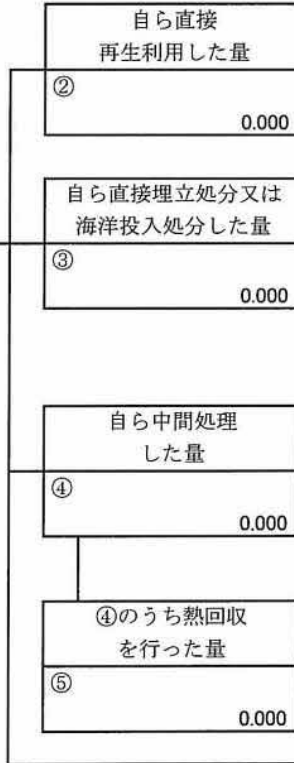 自ら直接
再生利用した量
②
0.000
自ら直接埋立処分又は
海洋投入処分した量
③
0.000
自ら中間処理
した量
④
0.000
④のうち熱回収
を行った量
⑤
0.000